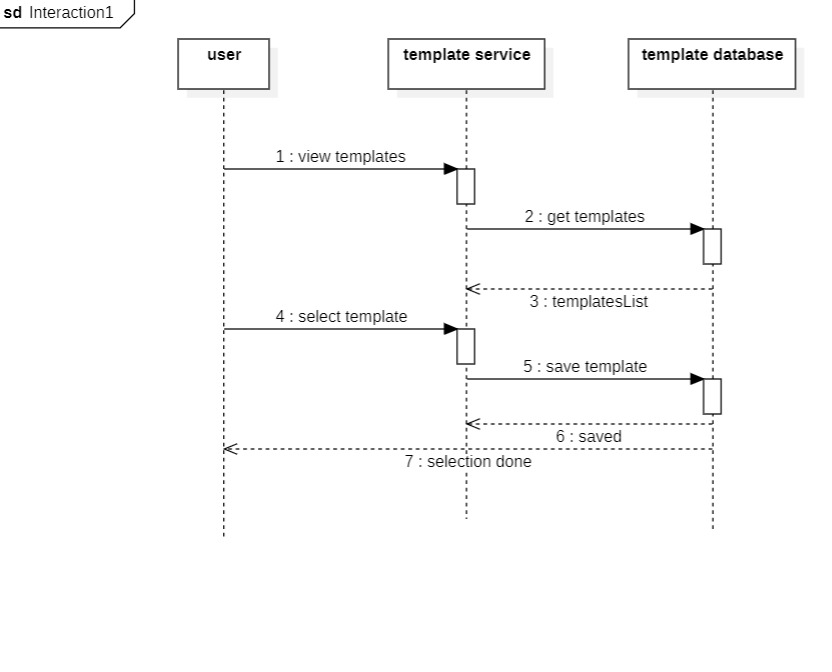 sd Interaction1
user
template service
template database
1 : view templates
2 : get templates
3 : templatesList
4 : select template
5 : save template
6 : saved
7 : selection done